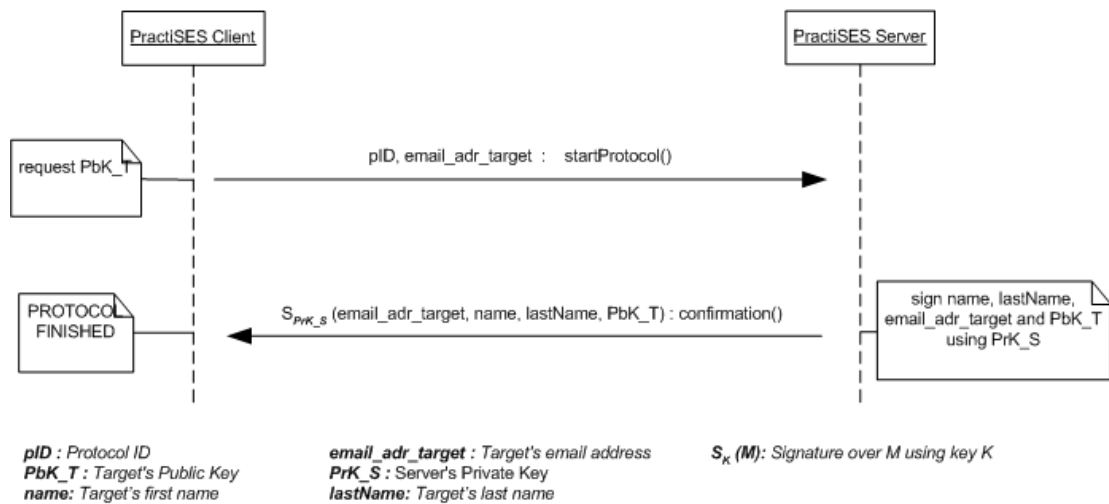 PractiSES Client
PractiSES Server
request PbK_T
pID, email_adr_target : startProtocol()
PROTOCOL
FINISHED
S_PrK_S (email_adr_target, name, lastName, PbK_T) : confirmation()
sign name, lastName,
email_adr_target and PbK_T
using PrK_S
pID : Protocol ID
email_adr_target : Target's email address
S_K (M): Signature over M using key K
PbK_T : Target's Public Key
PrK_S : Server's Private Key
name: Target's first name
lastName: Target's last name